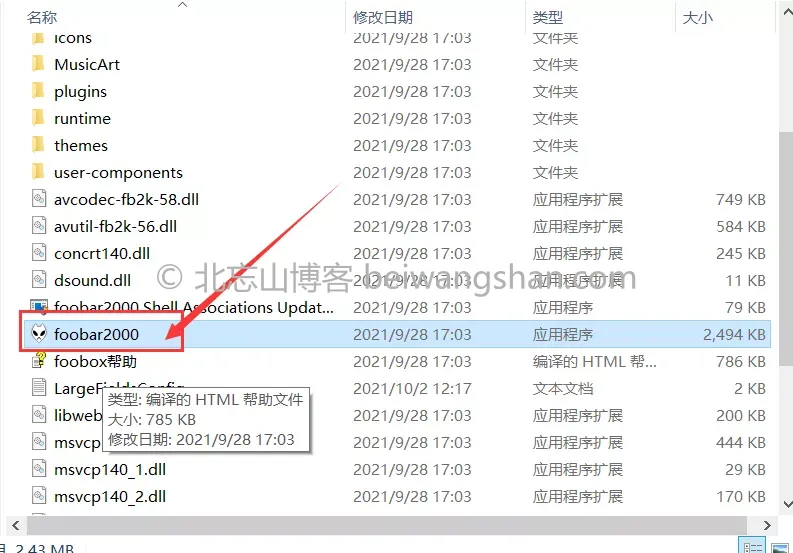 名称 修改日期 类型 大小
icons 2021/9/28 17:03 文件夹
MusicArt 2021/9/28 17:03 文件夹
plugins 2021/9/28 17:03 文件夹
runtime 2021/9/28 17:03 文件夹
themes 2021/9/28 17:03 文件夹
user-components 2021/9/28 17:03 文件夹
avcodec-fb2k-58.dll 2021/9/28 17:03 应用程序扩展 749 KB
avutil-fb2k-56.dll 2021/9/28 17:03 应用程序扩展 584 KB
concrt140.dll 2021/9/28 17:03 应用程序扩展 245 KB
dsound.dll 2021/9/28 17:03 应用程序扩展 11 KB
© 北忘山博客 beiwangshan.com
foobar2000 Shell Associations Updat... 2021/9/28 17:03 应用程序 79 KB
foobar2000 2021/9/28 17:03 应用程序 2,494 KB
foobox帮助 2021/9/28 17:03 编译的 HTML 帮... 786 KB
LargeFieldsConfig 2021/10/2 12:17 文本文档 2 KB
类型: 编译的 HTML 帮助文件
大小: 785 KB
修改日期: 2021/9/28 17:03
libweb 2021/9/28 17:03 应用程序扩展 200 KB
msvcp 2021/9/28 17:03 应用程序扩展 444 KB
msvcp140_1.dll 2021/9/28 17:03 应用程序扩展 29 KB
msvcp140_2.dll 2021/9/28 17:03 应用程序扩展 170 KB
2.43 MB